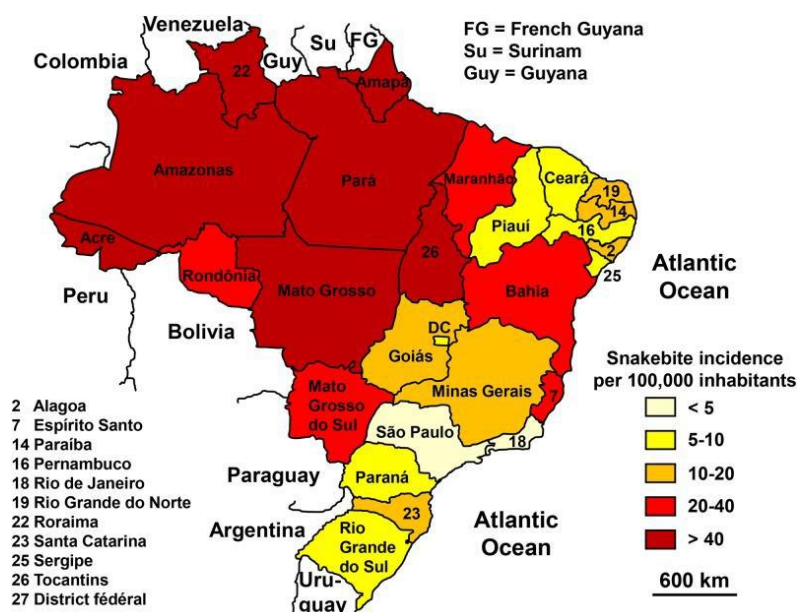 Venezuela
Su
FG
Colombia
Guy
FG = French Guyana
Su = Surinam
Guy = Guyana
22
Amapá
Amazonas
Pará
Maranhão
Ceará
19
14
16
Piauí
2
25
Acre
Rondônia
26
Mato Grosso
Bahia
Atlantic
Ocean
Peru
Bolivia
DC
Goiás
Minas Gerais
7
Mato
Grosso
do Sul
São Paulo
18
Paraguay
Paraná
23
Argentina
Rio
Grande
do Sul
Uru-
guay
Atlantic
Ocean
Snakebite incidence
per 100,000 inhabitants
< 5
5-10
10-20
20-40
> 40
600 km
2 Alagoa
7 Espírito Santo
14 Paraíba
16 Pernambuco
18 Rio de Janeiro
19 Rio Grande do Norte
22 Roraima
23 Santa Catarina
25 Sergipe
26 Tocantins
27 District fédéral